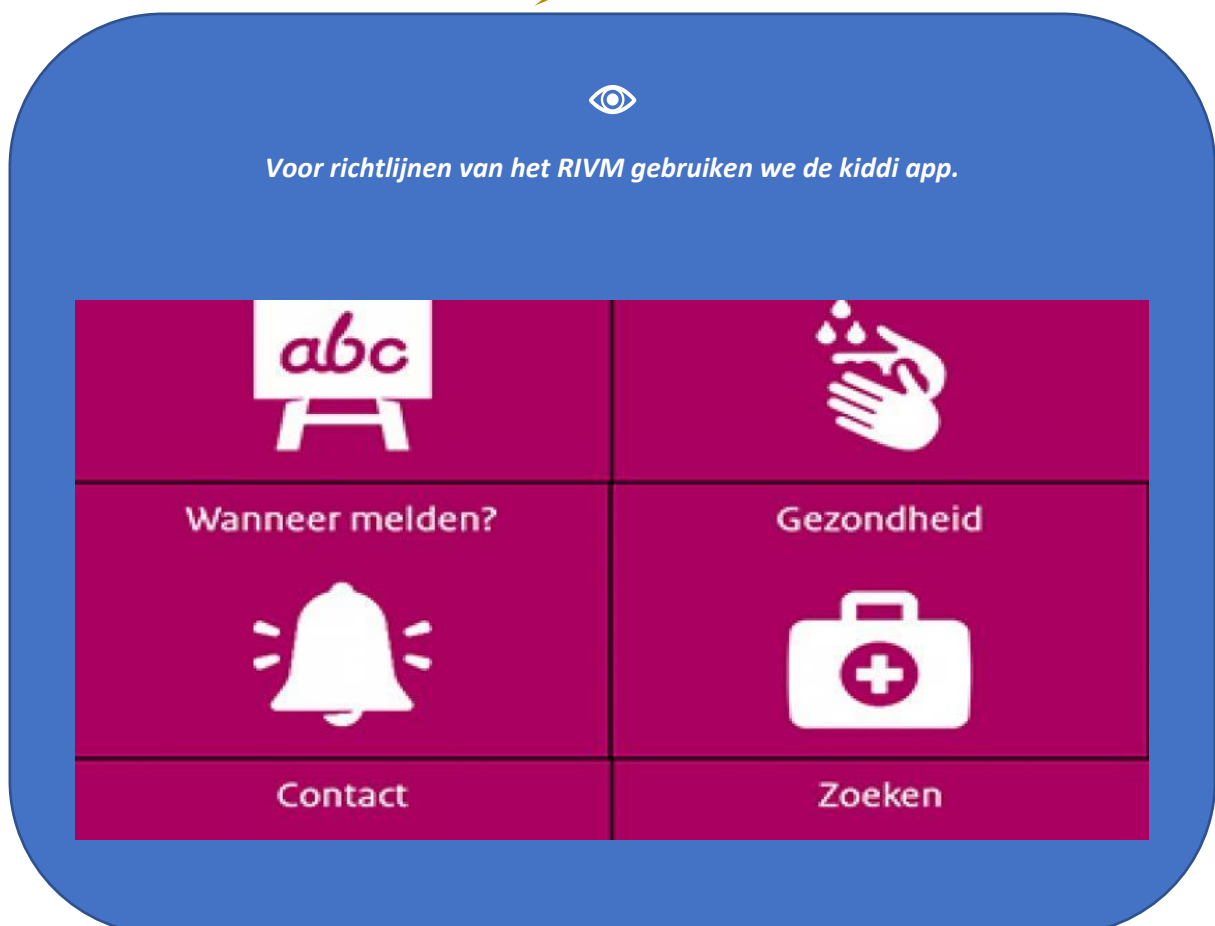 Voor richtlijnen van het RIVM gebruiken we de kiddi app.
abc
Wanneer melden?
Gezondheid
Contact
Zoeken